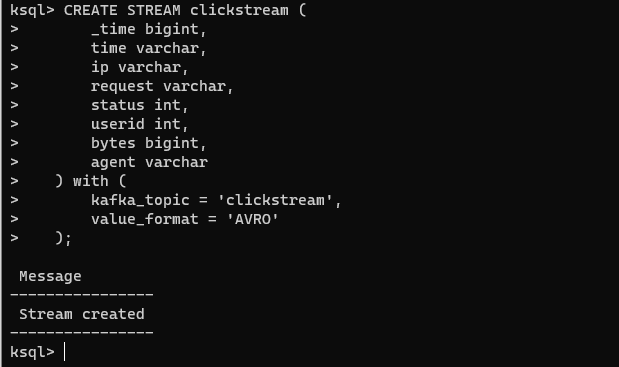 ksql> CREATE STREAM clickstream (
>        _time bigint,
>        time varchar,
>        ip varchar,
>        request varchar,
>        status int,
>        userid int,
>        bytes bigint,
>        agent varchar
>    ) with (
>        kafka_topic = 'clickstream',
>        value_format = 'AVRO'
>    );
 Message
----------------
 Stream created
----------------
ksql>